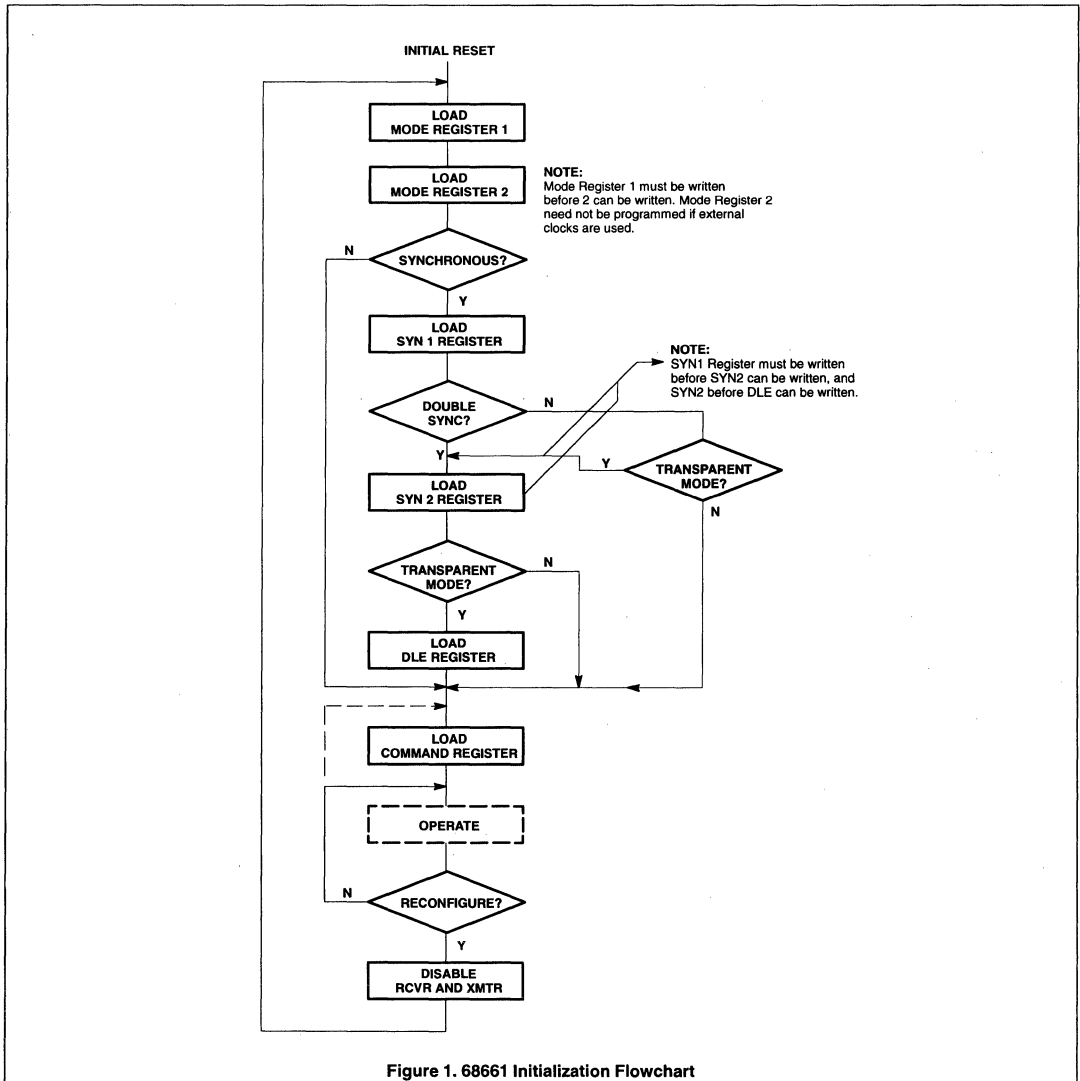 INITIAL RESET
LOAD
MODE REGISTER 1
LOAD
MODE REGISTER 2
NOTE:
Mode Register 1 must be written
before 2 can be written. Mode Register 2
need not be programmed if external
clocks are used.
N
SYNCHRONOUS?
Y
LOAD
SYN 1 REGISTER
NOTE:
SYN1 Register must be written
before SYN2 can be written, and
SYN2 before DLE can be written.
DOUBLE
SYNC?
N
Y
Y
TRANSPARENT
MODE?
N
LOAD
SYN 2 REGISTER
TRANSPARENT
MODE?
N
Y
LOAD
DLE REGISTER
LOAD
COMMAND REGISTER
OPERATE
N
RECONFIGURE?
Y
DISABLE
RCVR AND XMTR
Figure 1. 68661 Initialization Flowchart